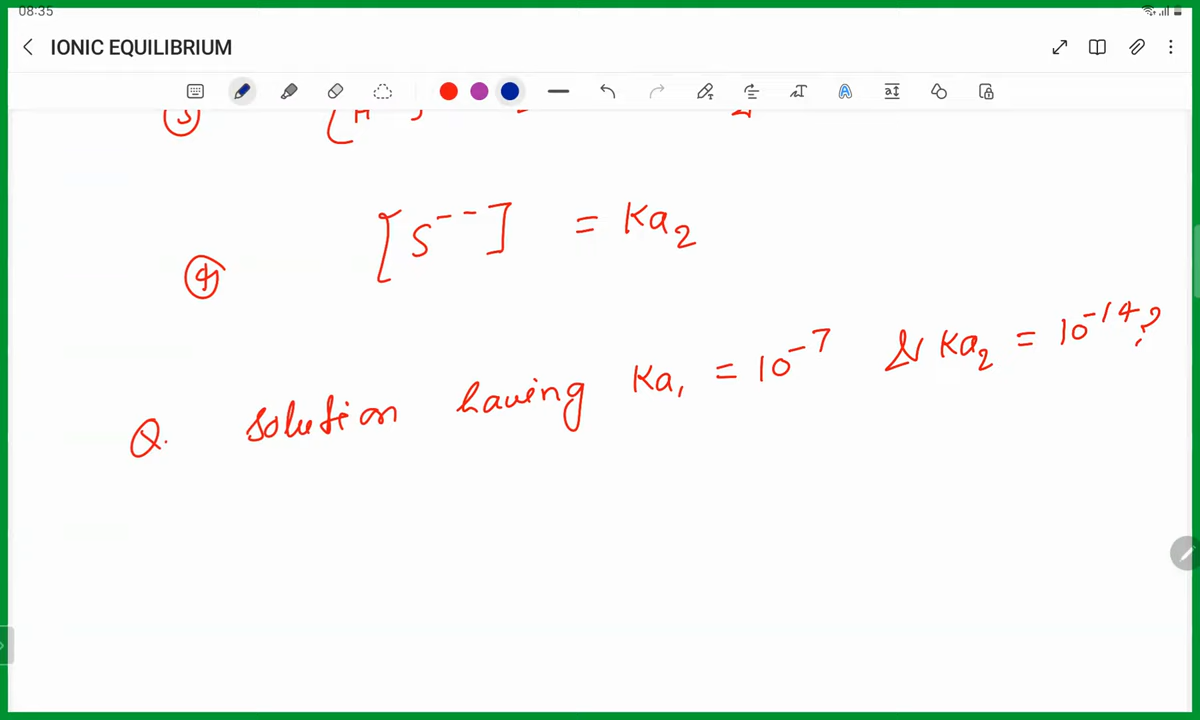 08:35
IONIC EQUILIBRIUM
④ [S⁻⁻] = Ka₂
Q. Solution having Ka₁ = 10⁻⁷ & Ka₂ = 10⁻¹⁴?